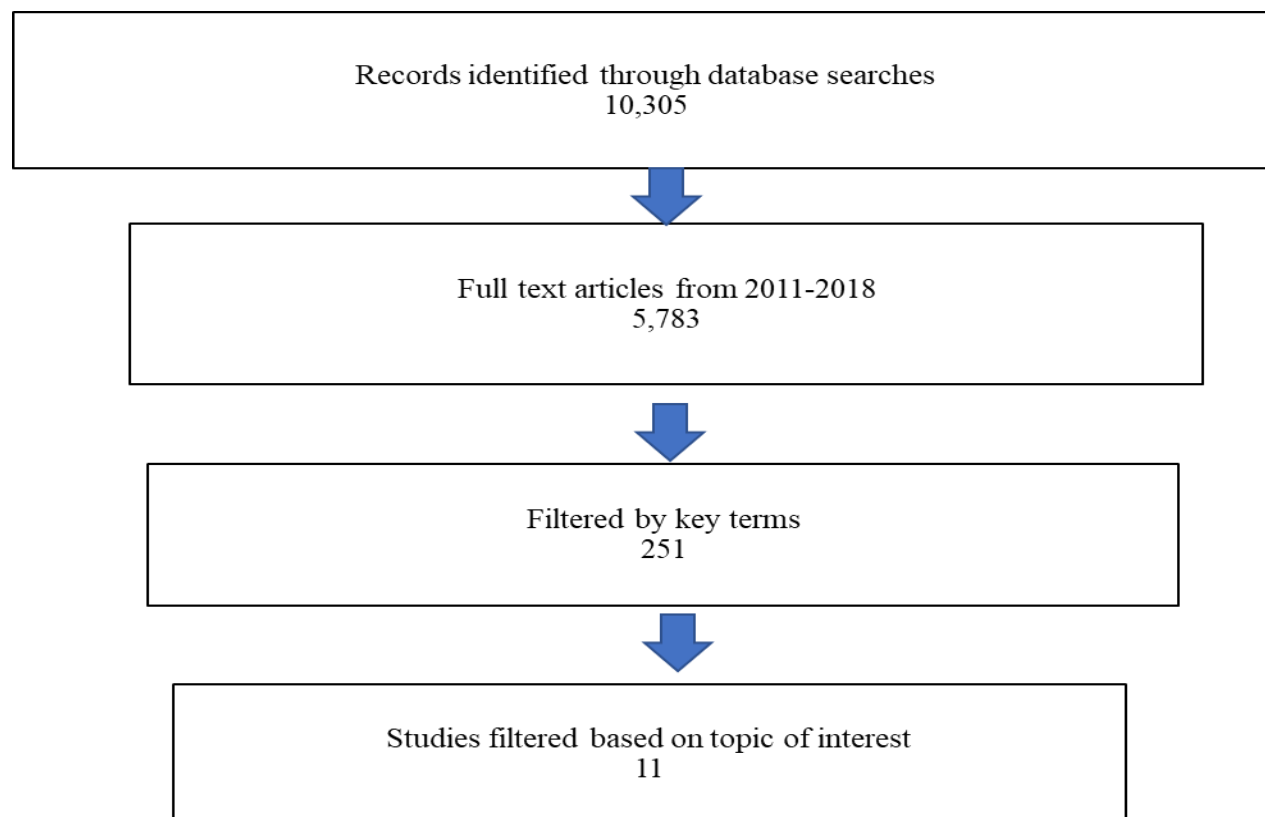 Records identified through database searches
10,305
Full text articles from 2011-2018
5,783
Filtered by key terms
251
Studies filtered based on topic of interest
11